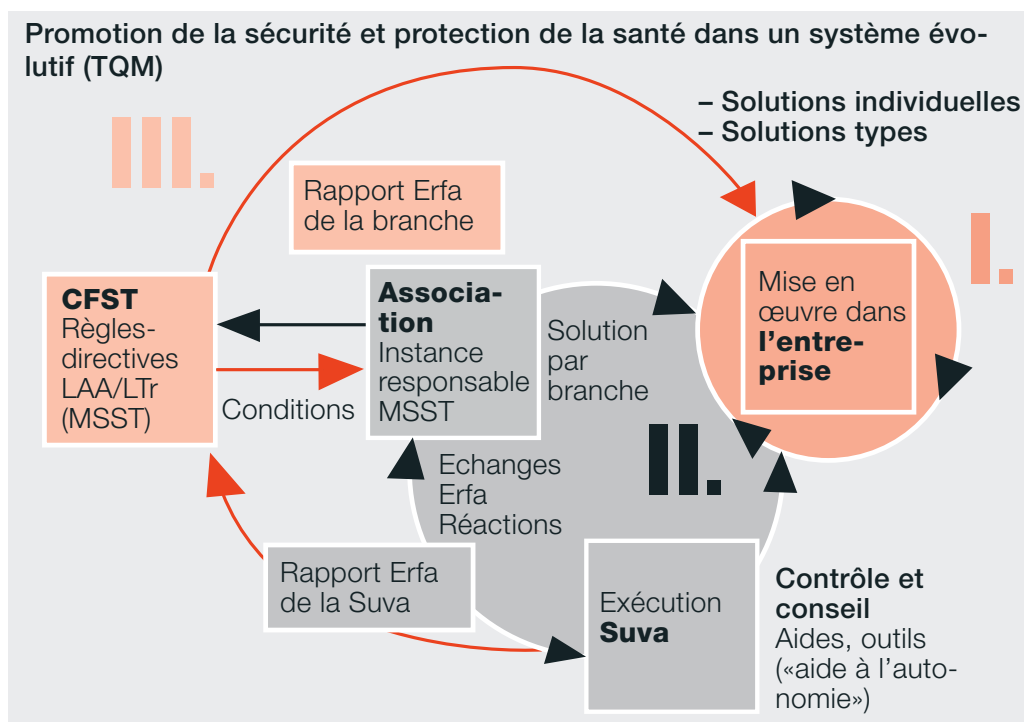 Promotion de la sécurité et protection de la santé dans un système évo-
lutif (TQM)
– Solutions individuelles
– Solutions types
III.
Rapport Erfa
de la branche
I.
CFST
Règles-
directives
LAA/LTr
(MSST)
Conditions
Associa-
tion
Instance
responsable
MSST
Solution
par
branche
Mise en
œuvre dans
l'entre-
prise
II.
Echanges
Erfa
Réactions
Rapport Erfa
de la Suva
Exécution
Suva
Contrôle et
conseil
Aides, outils
(«aide à l'auto-
nomie»)